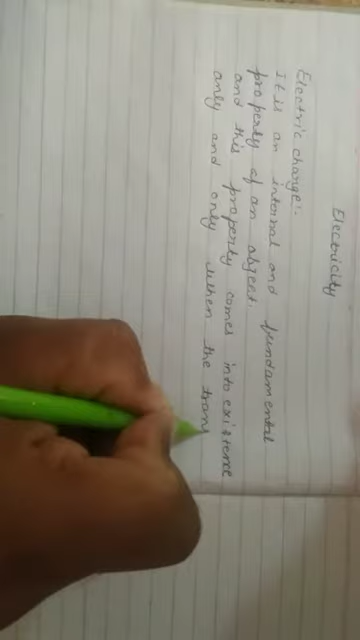 Electricity
Electric charge:-
It is an internal and fundamental
property of an object.
and this property comes into existence
only and only when the trans